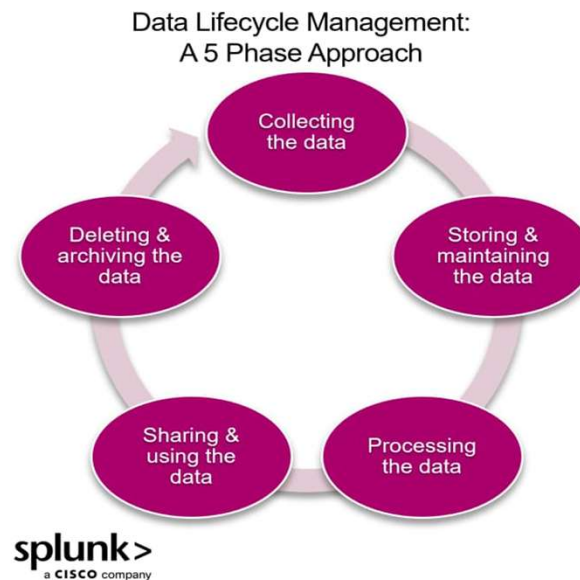 Data Lifecycle Management:
A 5 Phase Approach
Collecting
the data
Storing &
maintaining
the data
Processing
the data
Sharing &
using the
data
Deleting &
archiving the
data
splunk>
a CISCO company